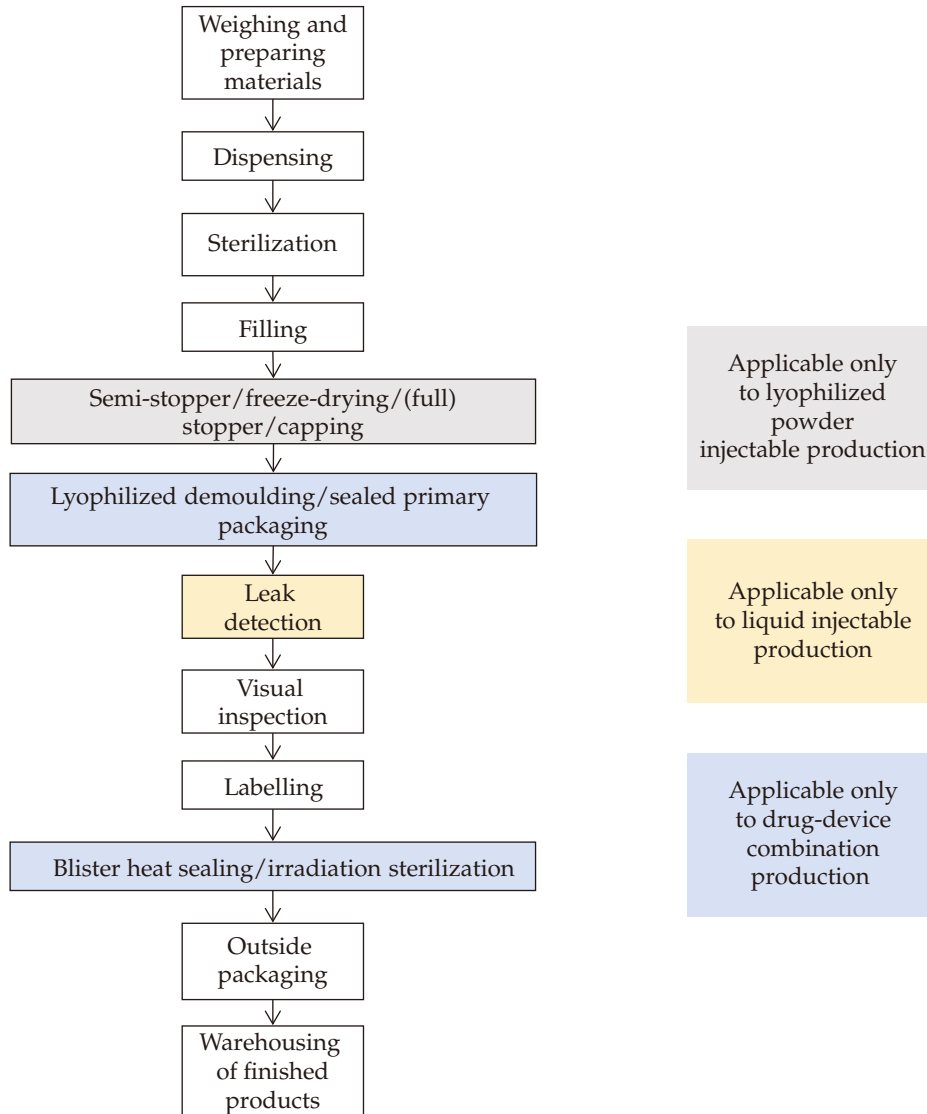 Weighing and
preparing
materials
Dispensing
Sterilization
Filling
Semi-stopper/freeze-drying/(full)
stopper/capping
Lyophilized demoulding/sealed primary
packaging
Leak
detection
Visual
inspection
Labelling
Blister heat sealing/irradiation sterilization
Outside
packaging
Warehousing
of finished
products
Applicable only
to lyophilized
powder
injectable production
Applicable only
to liquid injectable
production
Applicable only
to drug-device
combination
production